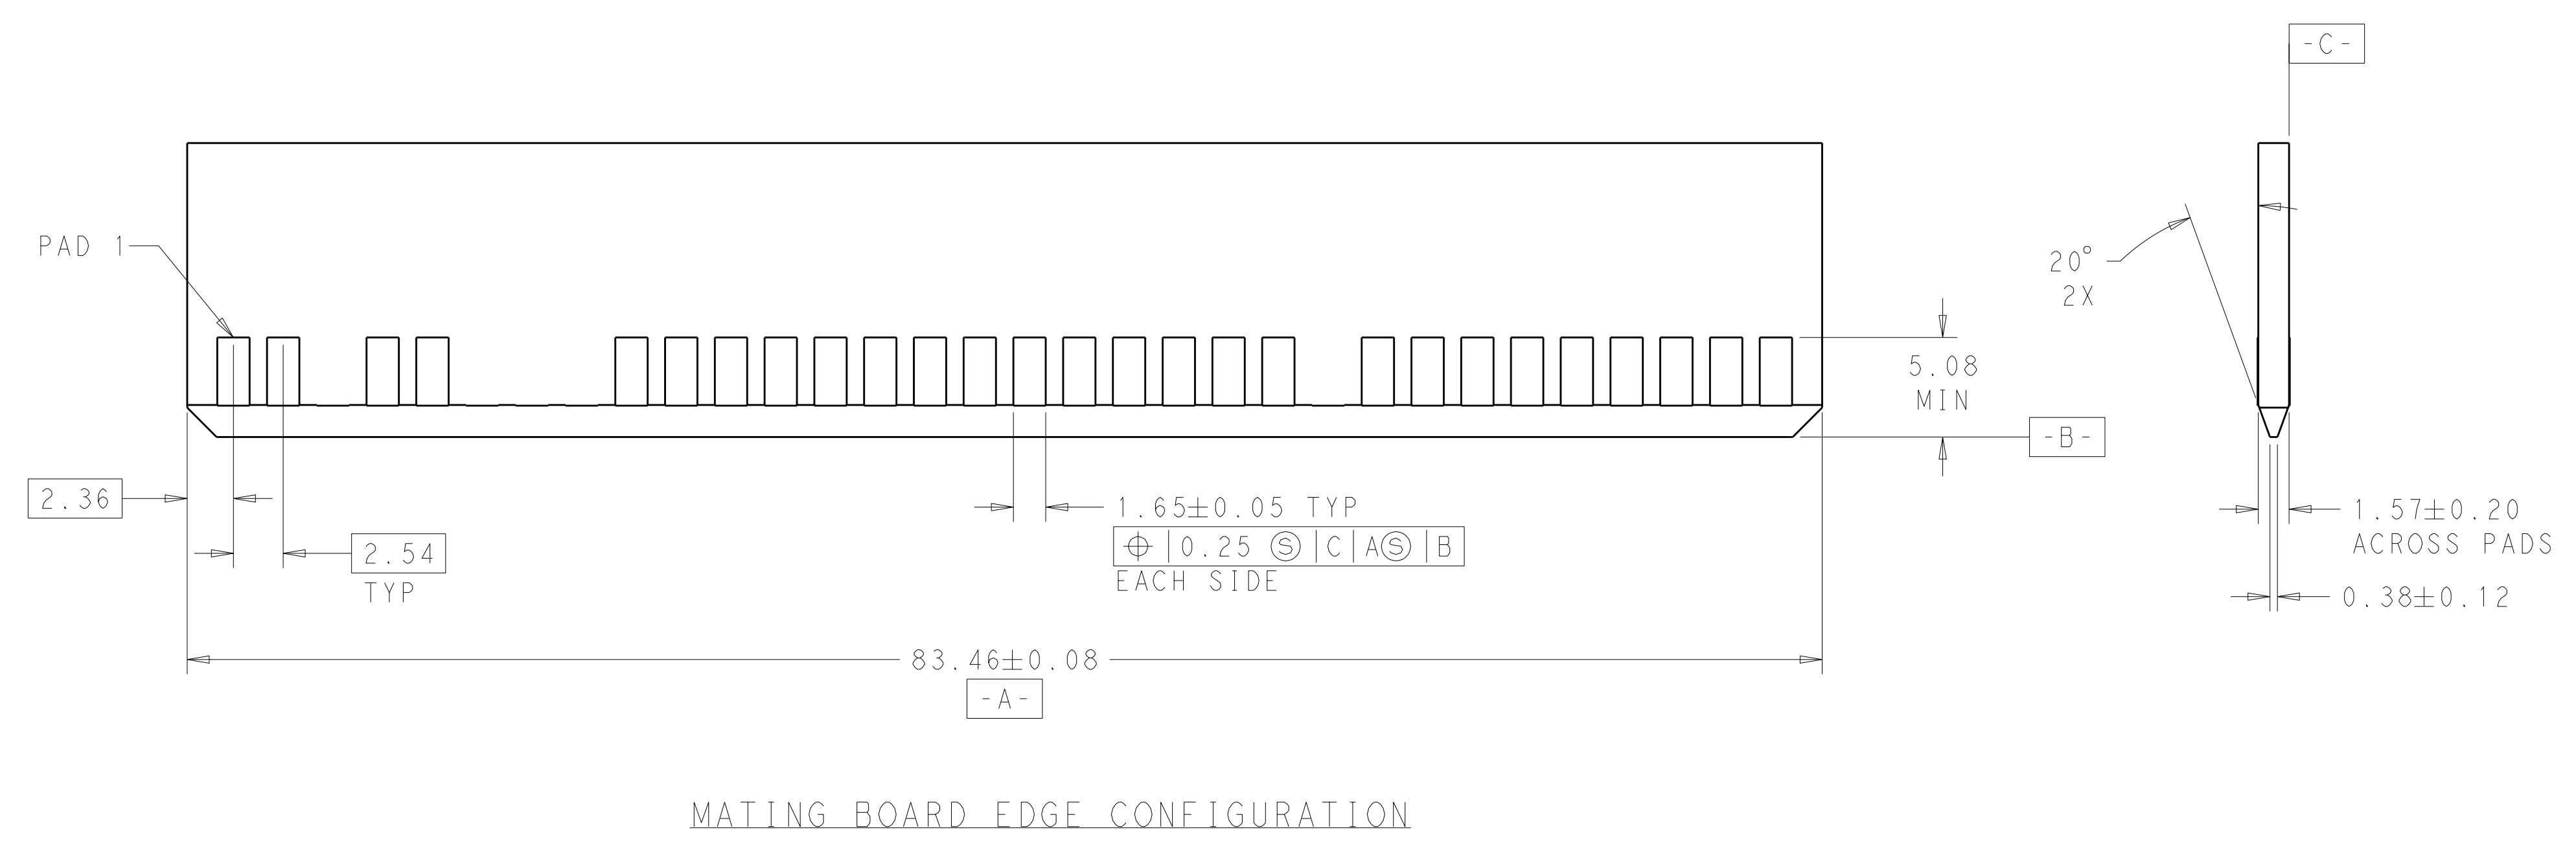 -C-
PAD 1
20°
2X
5.08
MIN
-B-
2.36
1.65±0.05 TYP
⌖ 0.25 Ⓢ C AⓈ B
EACH SIDE
1.57±0.20
ACROSS PADS
2.54
TYP
0.38±0.12
83.46±0.08
-A-
MATING BOARD EDGE CONFIGURATION